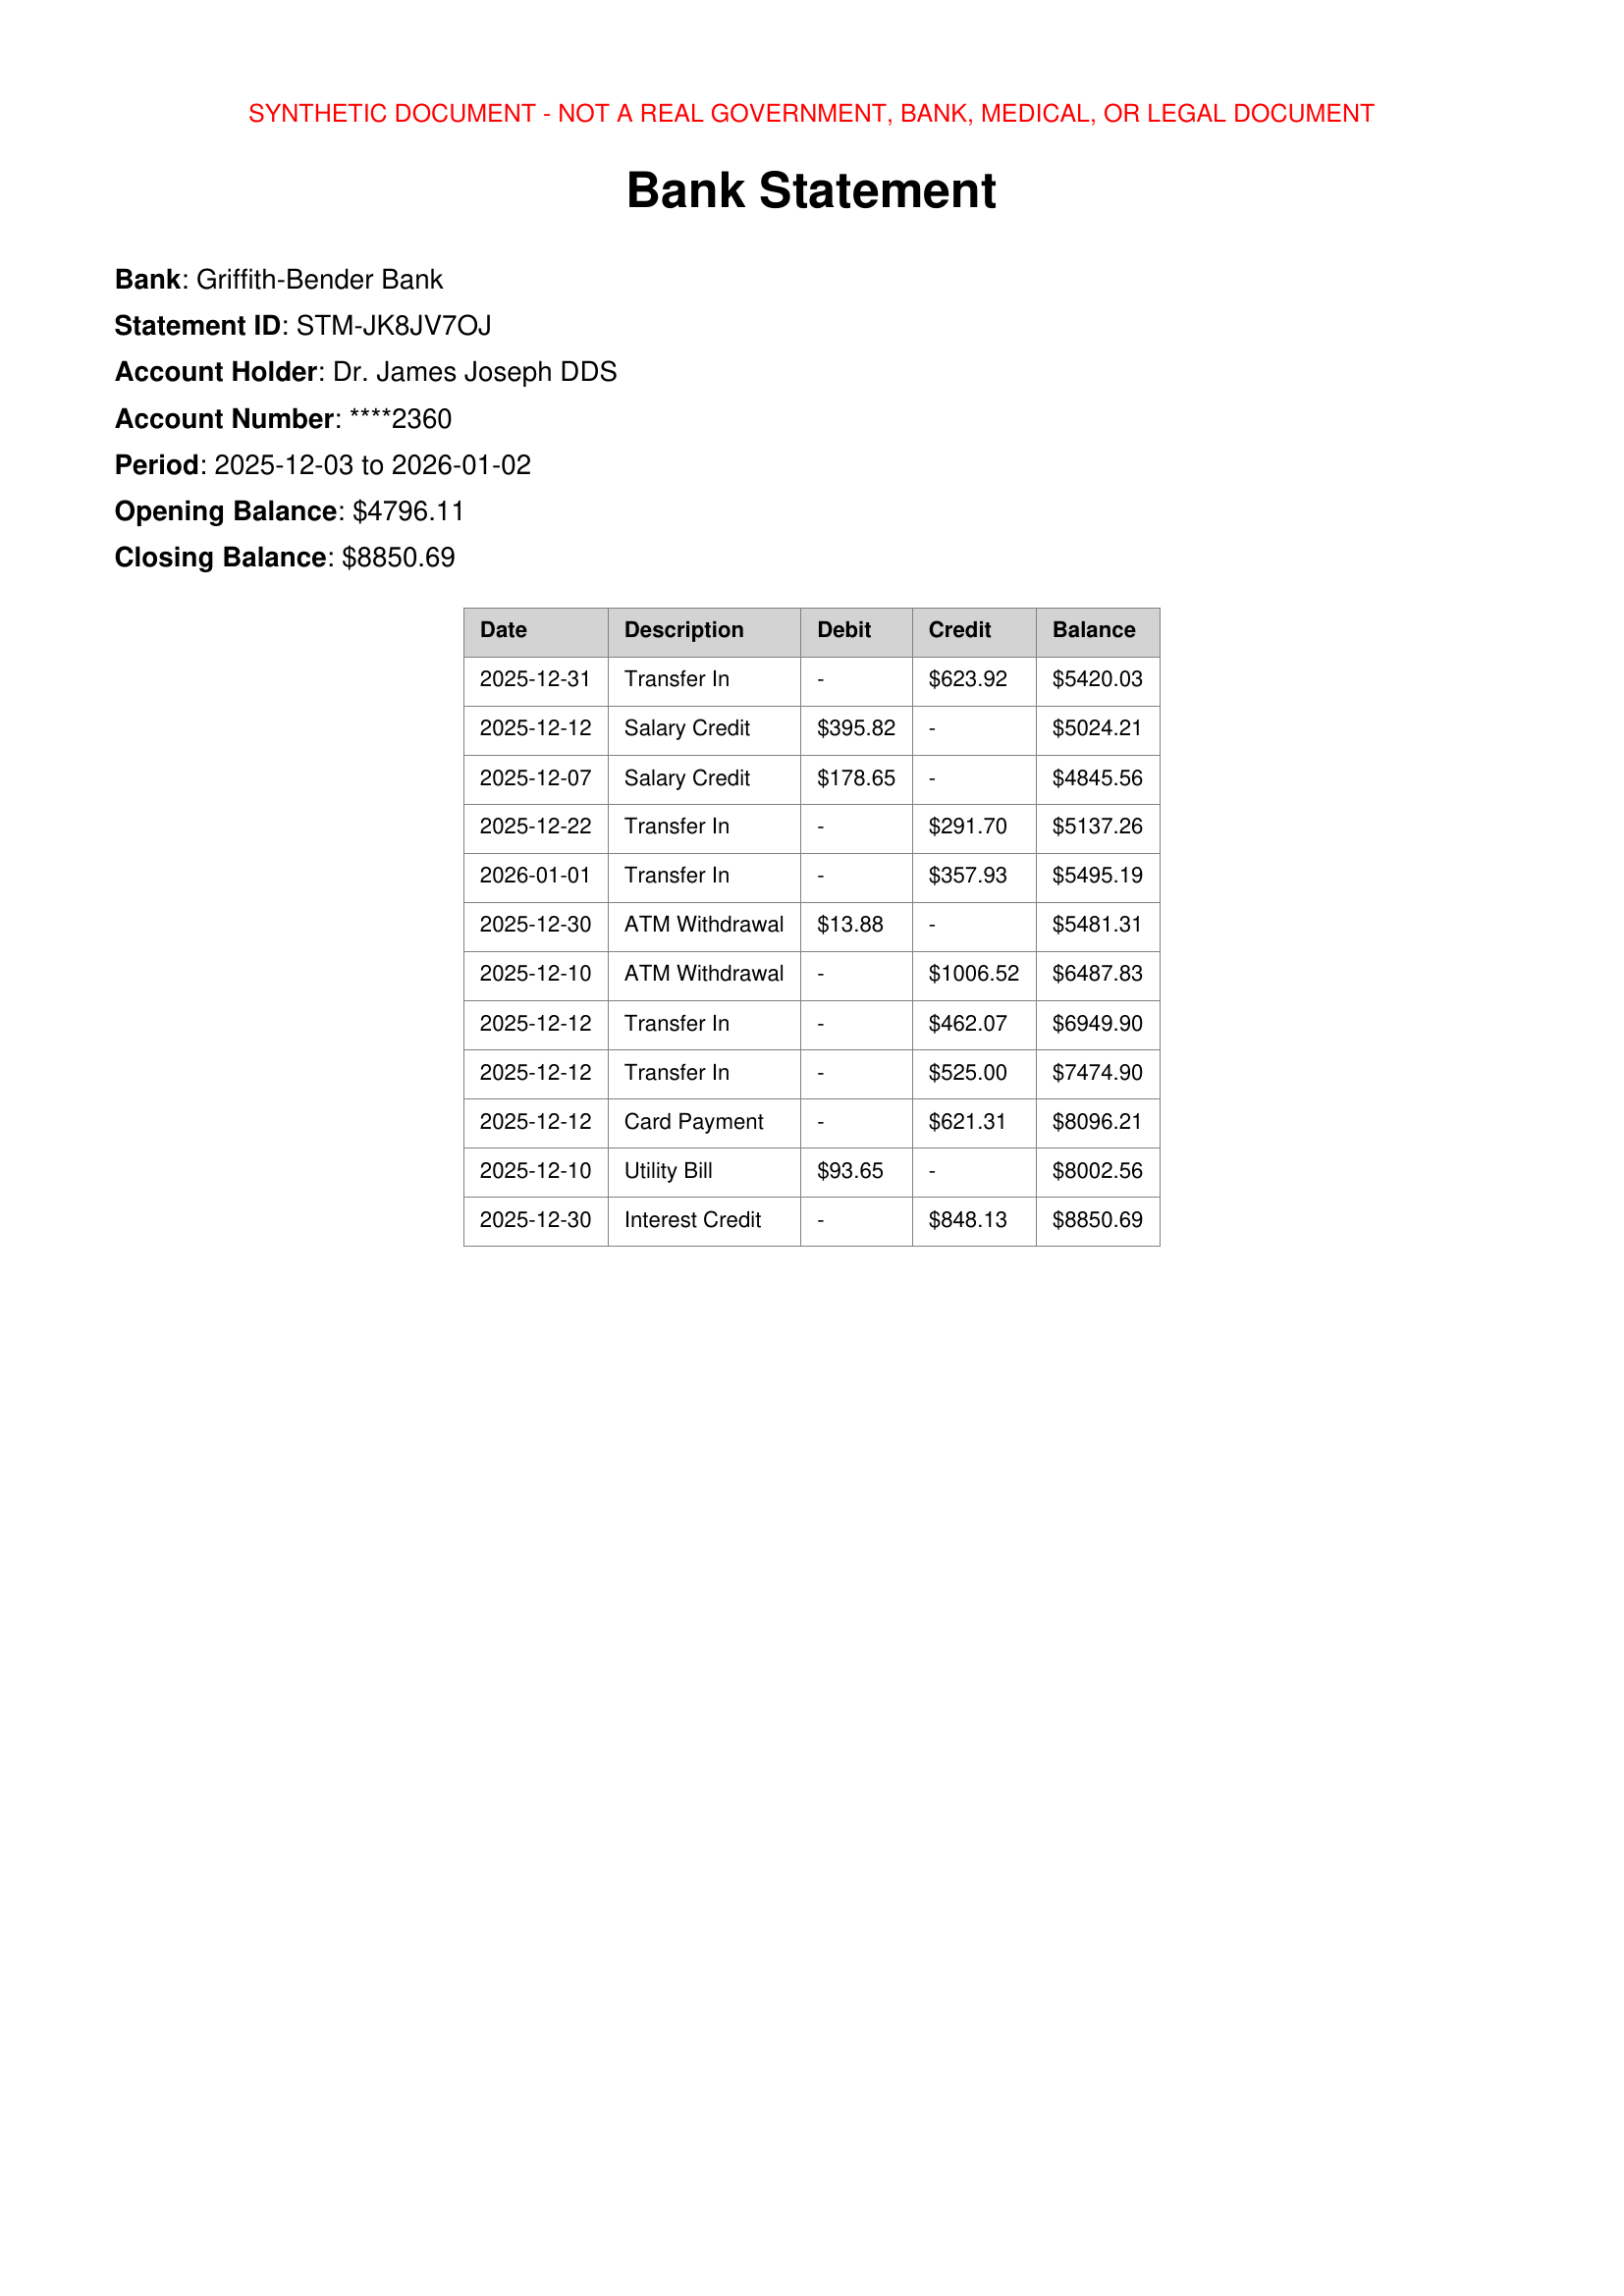 SYNTHETIC DOCUMENT - NOT A REAL GOVERNMENT, BANK, MEDICAL, OR LEGAL DOCUMENT
Bank Statement
Bank: Griffith-Bender Bank
Statement ID: STM-JK8JV7OJ
Account Holder: Dr. James Joseph DDS
Account Number: ****2360
Period: 2025-12-03 to 2026-01-02
Opening Balance: $4796.11
Closing Balance: $8850.69
Date Description Debit Credit Balance
2025-12-31 Transfer In - $623.92 $5420.03
2025-12-12 Salary Credit $395.82 - $5024.21
2025-12-07 Salary Credit $178.65 - $4845.56
2025-12-22 Transfer In - $291.70 $5137.26
2026-01-01 Transfer In - $357.93 $5495.19
2025-12-30 ATM Withdrawal $13.88 - $5481.31
2025-12-10 ATM Withdrawal - $1006.52 $6487.83
2025-12-12 Transfer In - $462.07 $6949.90
2025-12-12 Transfer In - $525.00 $7474.90
2025-12-12 Card Payment - $621.31 $8096.21
2025-12-10 Utility Bill $93.65 - $8002.56
2025-12-30 Interest Credit - $848.13 $8850.69